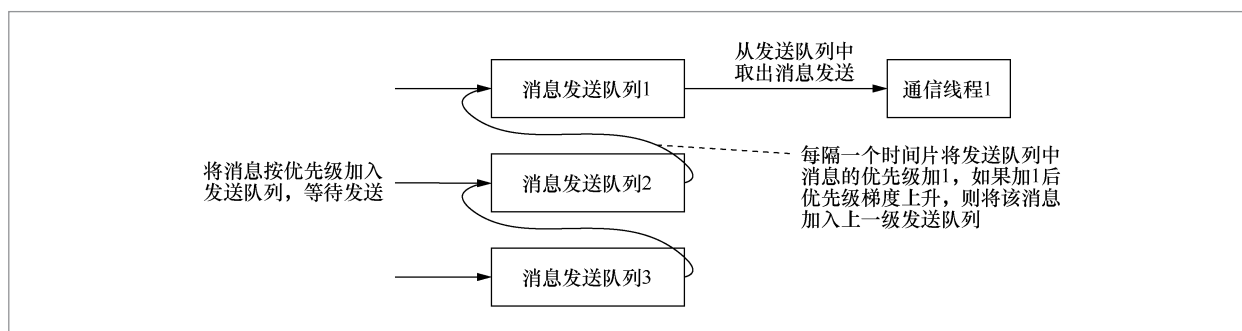 从发送队列中
取出消息发送
消息发送队列1
通信线程1
将消息按优先级加入
发送队列，等待发送
消息发送队列2
每隔一个时间片将发送队列中
消息的优先级加1，如果加1后
优先级梯度上升，则将该消息
加入上一级发送队列
消息发送队列3